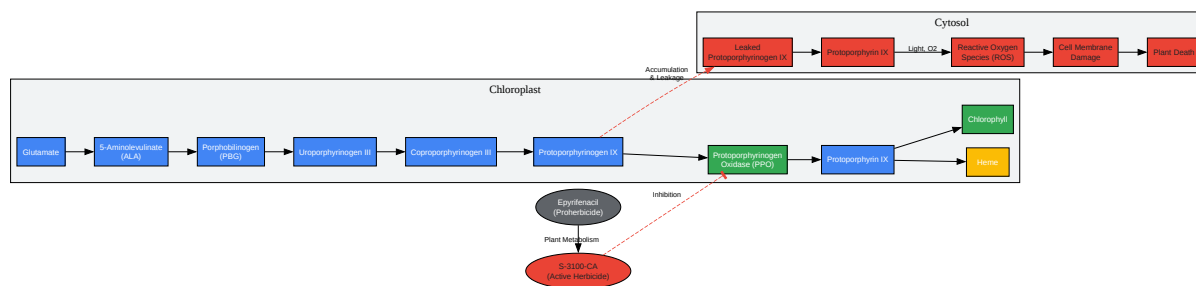 Cytosol
Leaked
Protoporphyrinogen IX
Protoporphyrin IX
Light, O2
Reactive Oxygen
Species (ROS)
Cell Membrane
Damage
Plant Death
Accumulation
& Leakage
Chloroplast
Glutamate
5-Aminolevulinate
(ALA)
Porphobilinogen
(PBG)
Uroporphyrinogen III
Coproporphyrinogen III
Protoporphyrinogen IX
Protoporphyrinogen
Oxidase (PPO)
Protoporphyrin IX
Chlorophyll
Heme
Inhibition
Epyrifenacil
(Proherbicide)
Plant Metabolism
S-3100-CA
(Active Herbicide)